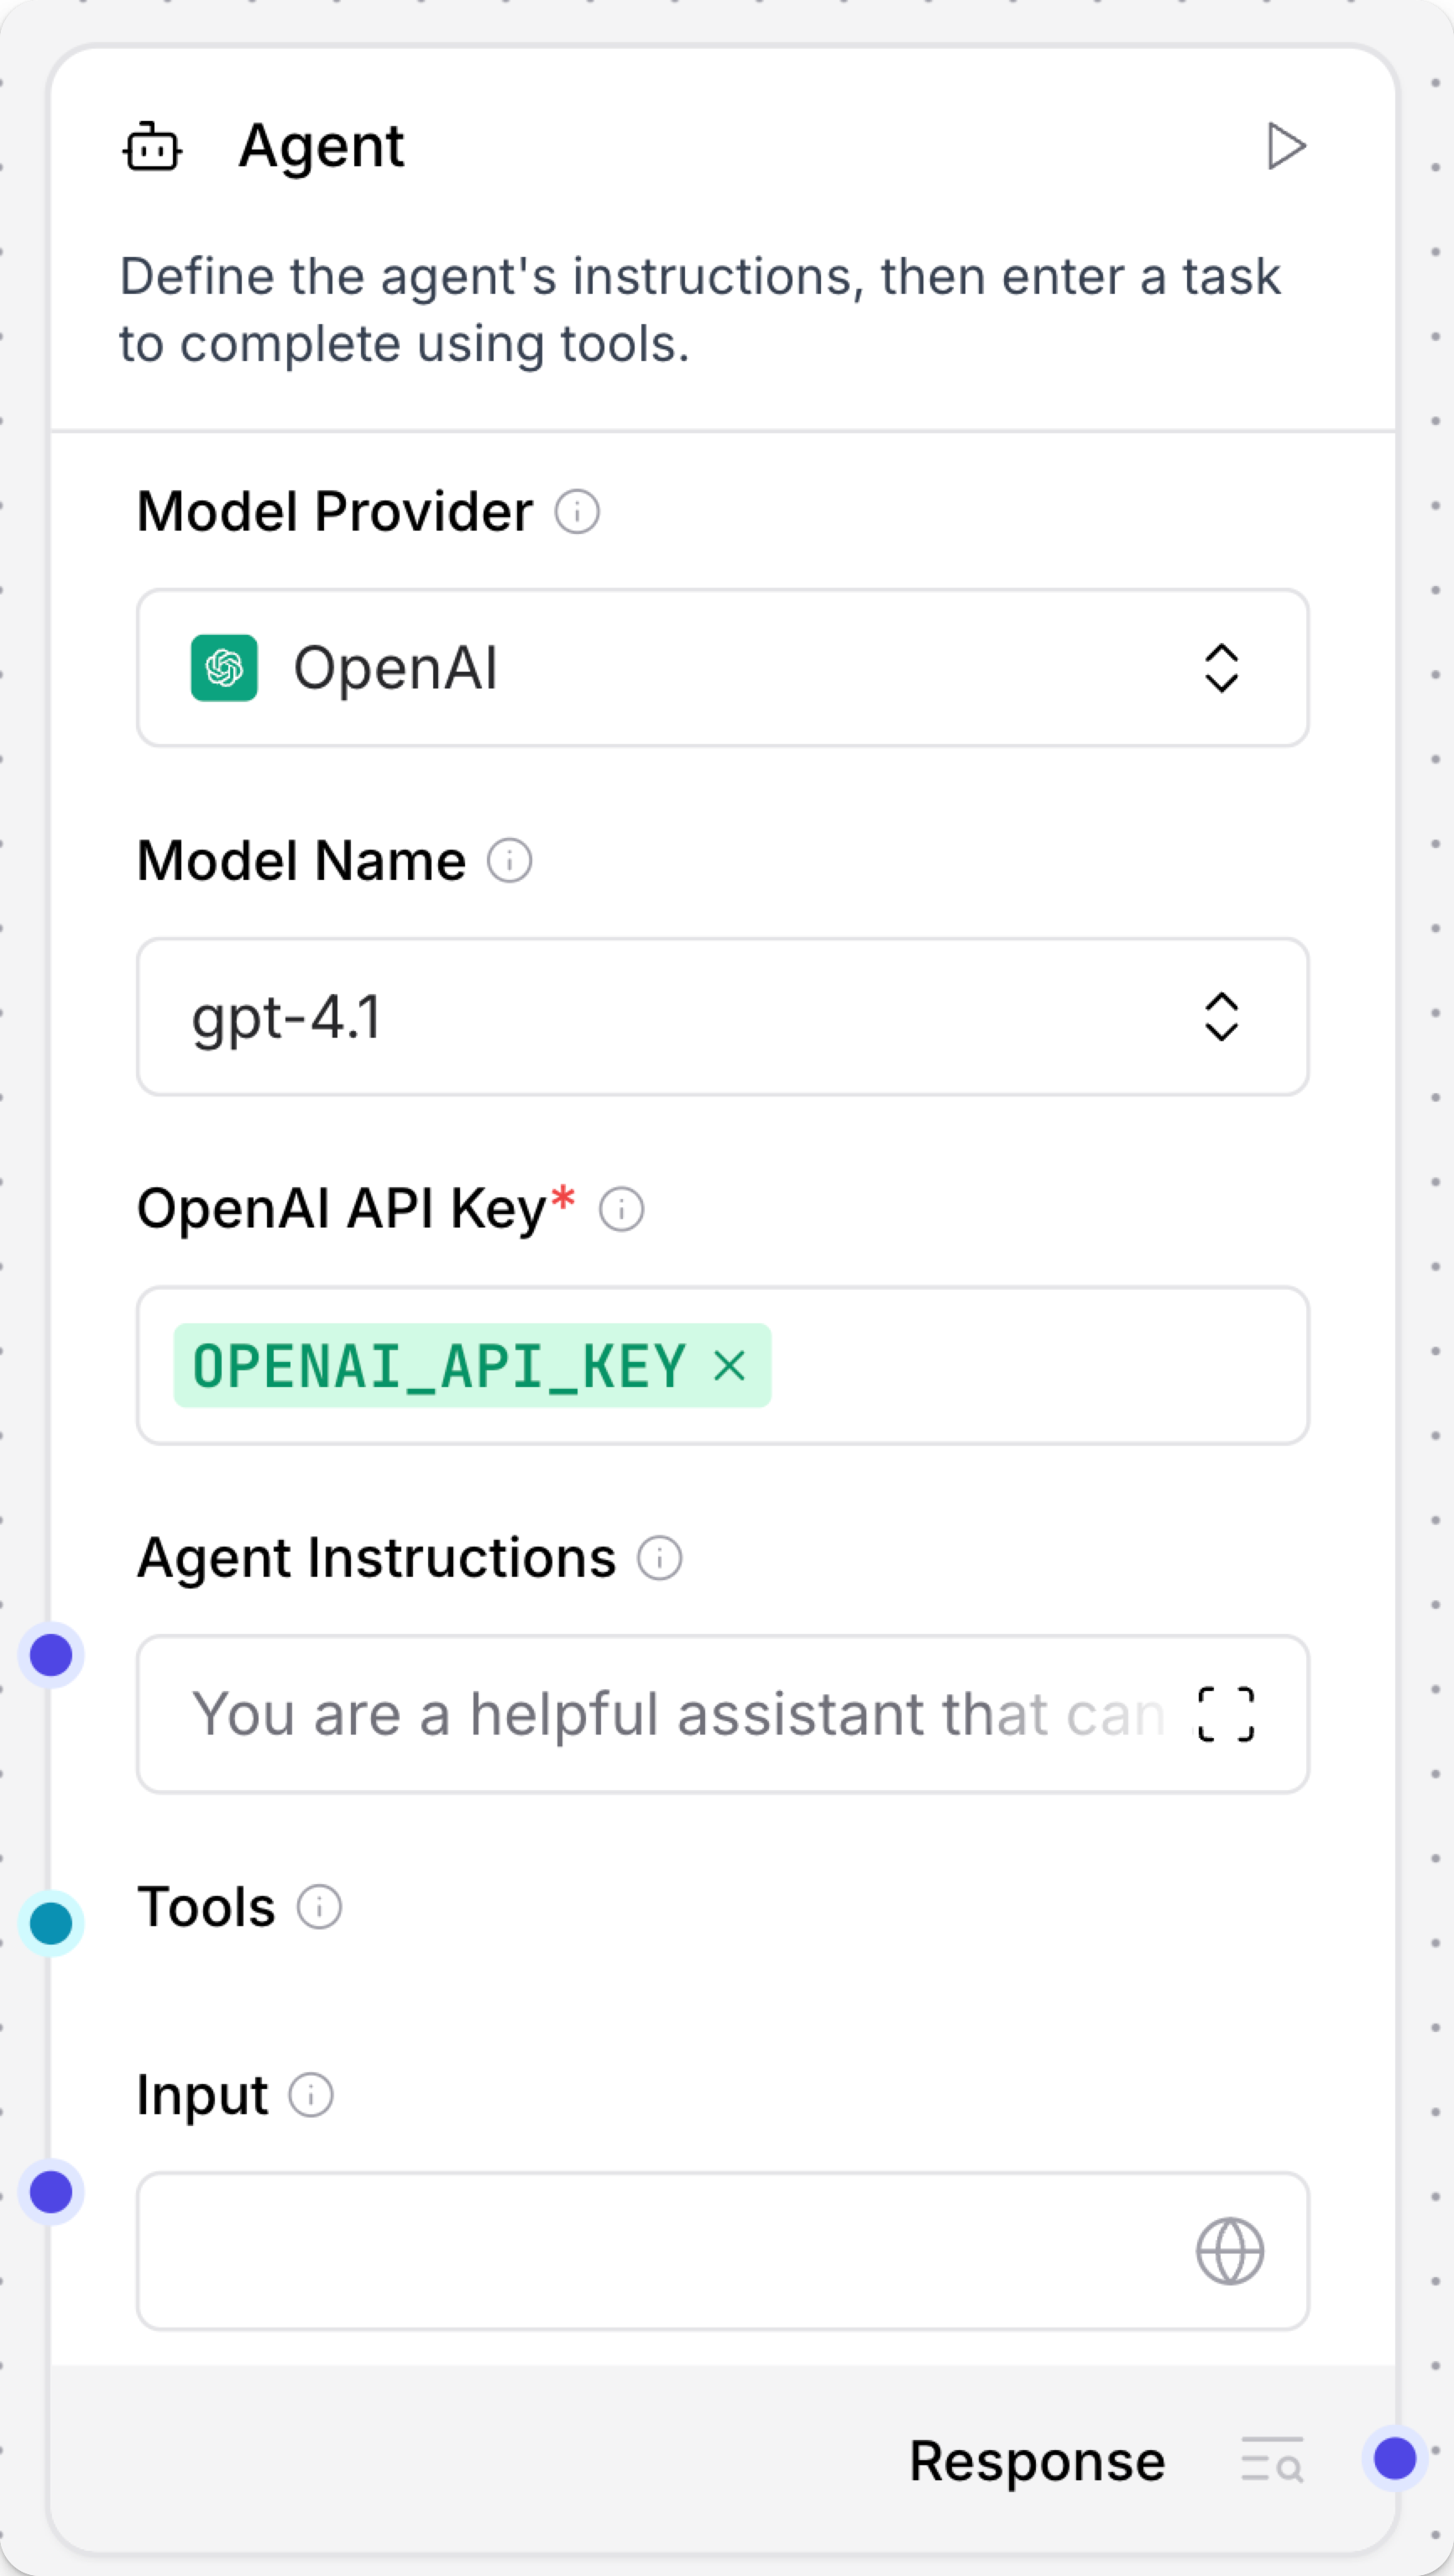 Agent
Define the agent's instructions, then enter a task
to complete using tools.
Model Provider
OpenAI
Model Name
gpt-4.1
OpenAI API Key*
OPENAI_API_KEY
Agent Instructions
You are a helpful assistant that can
Tools
Input
Response